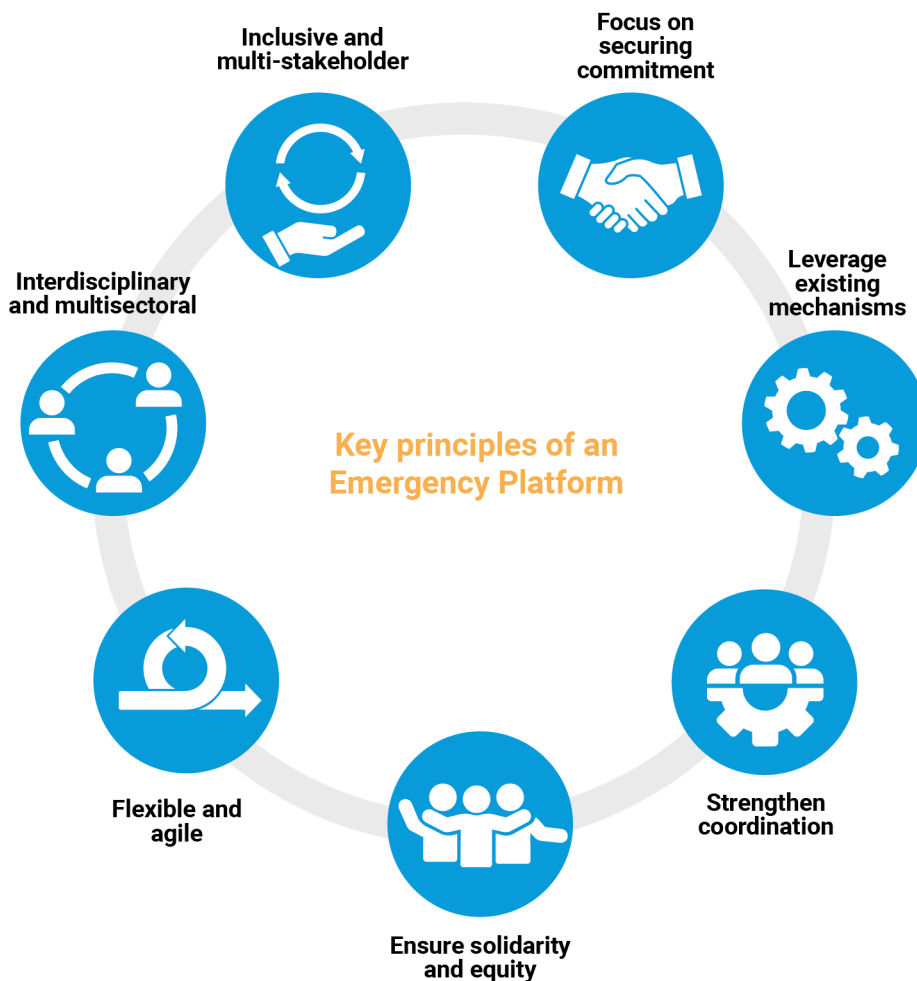 Inclusive and
multi-stakeholder
Focus on
securing
commitment
Interdisciplinary
and multisectoral
Leverage
existing
mechanisms
Key principles of an
Emergency Platform
Flexible and
agile
Strengthen
coordination
Ensure solidarity
and equity